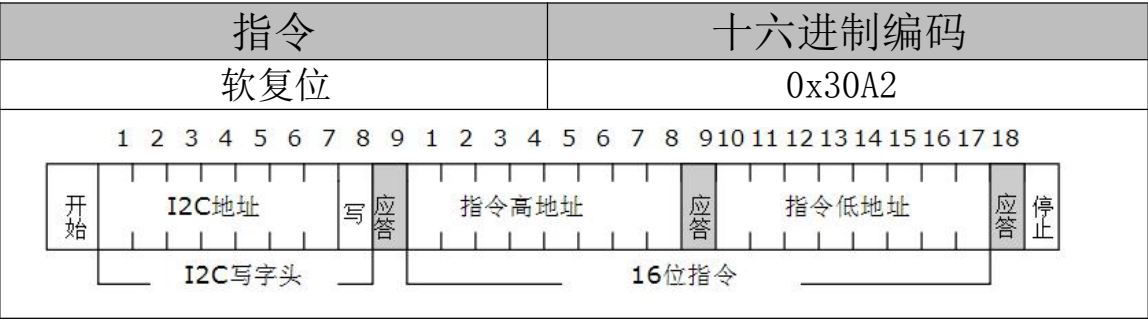 指令 十六进制编码
软复位 0x30A2
1 2 3 4 5 6 7 8 9 1 2 3 4 5 6 7 8 9 10 11 12 13 14 15 16 17 18
开始 I2C地址 写 应答 指令高地址 应答 指令低地址 应答 停止
I2C写字头 16位指令